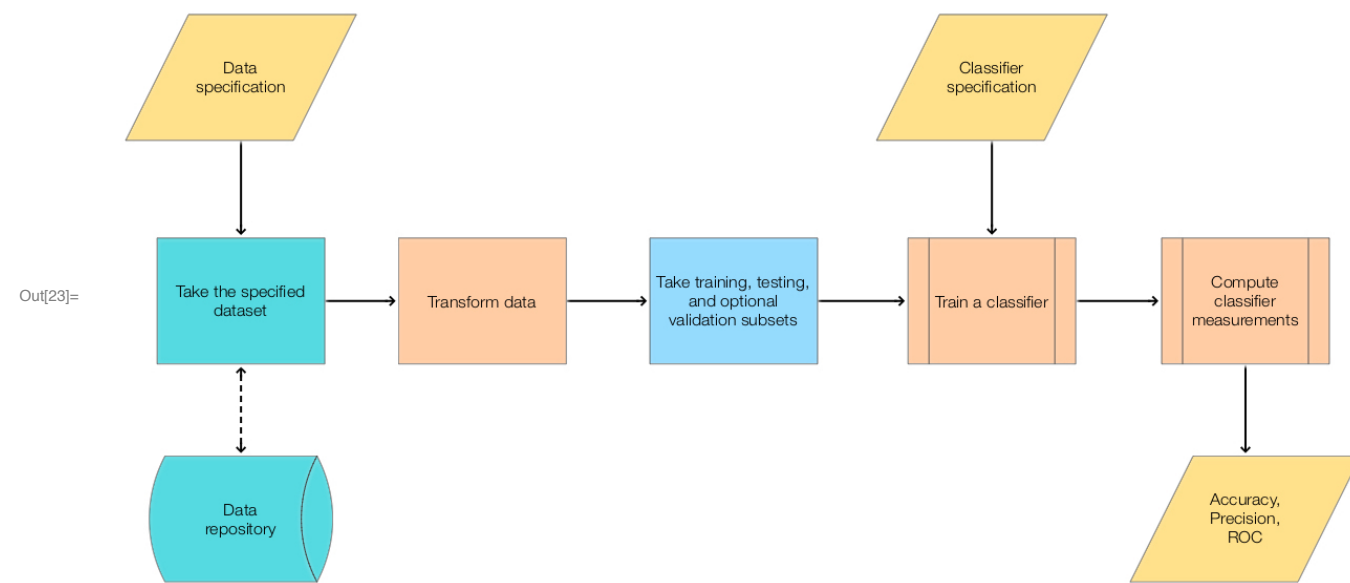 Data
specification
Classifier
specification
Out[23]=
Take the specified
dataset
Transform data
Take training, testing,
and optional
validation subsets
Train a classifier
Compute
classifier
measurements
Data
repository
Accuracy,
Precision,
ROC